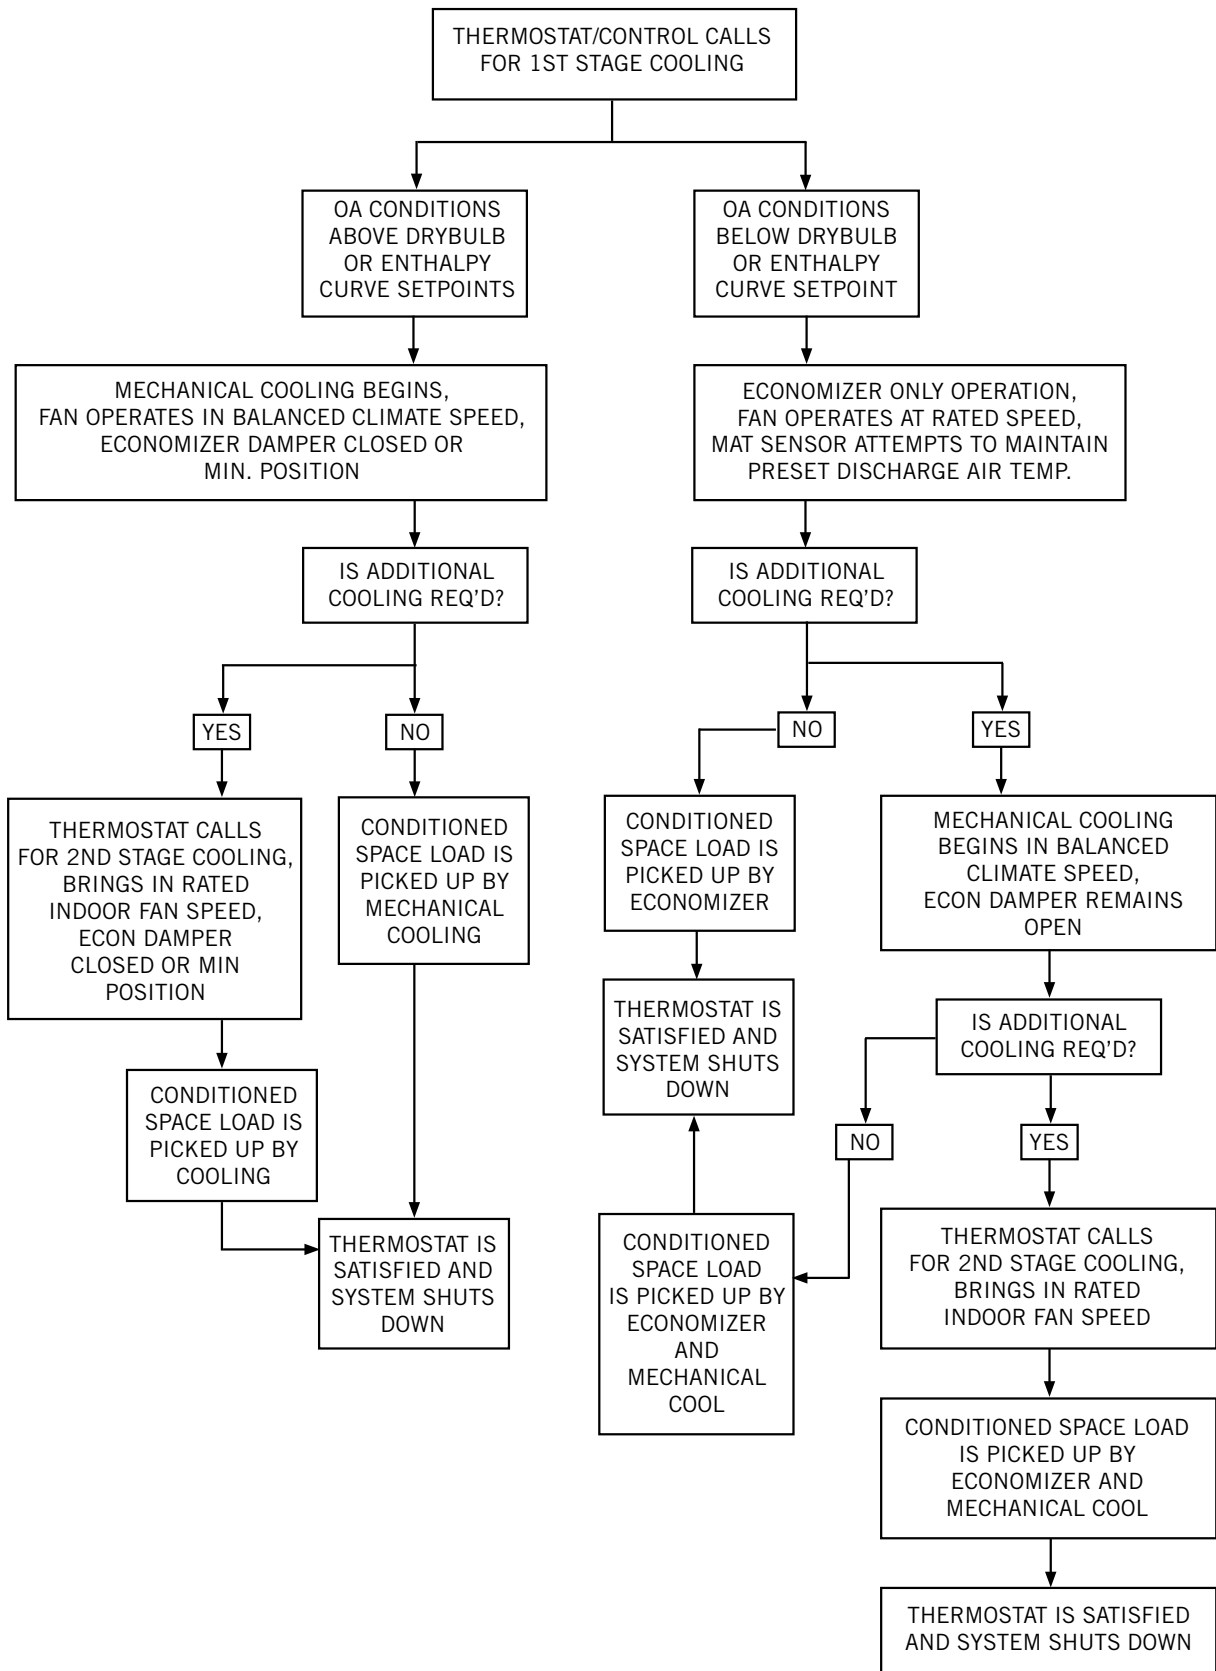 THERMOSTAT/CONTROL CALLS
FOR 1ST STAGE COOLING
OA CONDITIONS
ABOVE DRYBULB
OR ENTHALPY
CURVE SETPOINTS
OA CONDITIONS
BELOW DRYBULB
OR ENTHALPY
CURVE SETPOINT
MECHANICAL COOLING BEGINS,
FAN OPERATES IN BALANCED CLIMATE SPEED,
ECONOMIZER DAMPER CLOSED OR
MIN. POSITION
ECONOMIZER ONLY OPERATION,
FAN OPERATES AT RATED SPEED,
MAT SENSOR ATTEMPTS TO MAINTAIN
PRESET DISCHARGE AIR TEMP.
IS ADDITIONAL
COOLING REQ'D?
IS ADDITIONAL
COOLING REQ'D?
YES
NO
NO
YES
THERMOSTAT CALLS
FOR 2ND STAGE COOLING,
BRINGS IN RATED
INDOOR FAN SPEED,
ECON DAMPER
CLOSED OR MIN
POSITION
CONDITIONED
SPACE LOAD IS
PICKED UP BY
MECHANICAL
COOLING
CONDITIONED
SPACE LOAD IS
PICKED UP BY
ECONOMIZER
MECHANICAL COOLING
BEGINS IN BALANCED
CLIMATE SPEED,
ECON DAMPER REMAINS
OPEN
THERMOSTAT IS
SATISFIED AND
SYSTEM SHUTS
DOWN
IS ADDITIONAL
COOLING REQ'D?
CONDITIONED
SPACE LOAD IS
PICKED UP BY
COOLING
NO
YES
THERMOSTAT IS
SATISFIED AND
SYSTEM SHUTS
DOWN
CONDITIONED
SPACE LOAD
IS PICKED UP BY
ECONOMIZER
AND
MECHANICAL
COOL
THERMOSTAT CALLS
FOR 2ND STAGE COOLING,
BRINGS IN RATED
INDOOR FAN SPEED
CONDITIONED SPACE LOAD
IS PICKED UP BY
ECONOMIZER AND
MECHANICAL COOL
THERMOSTAT IS SATISFIED
AND SYSTEM SHUTS DOWN